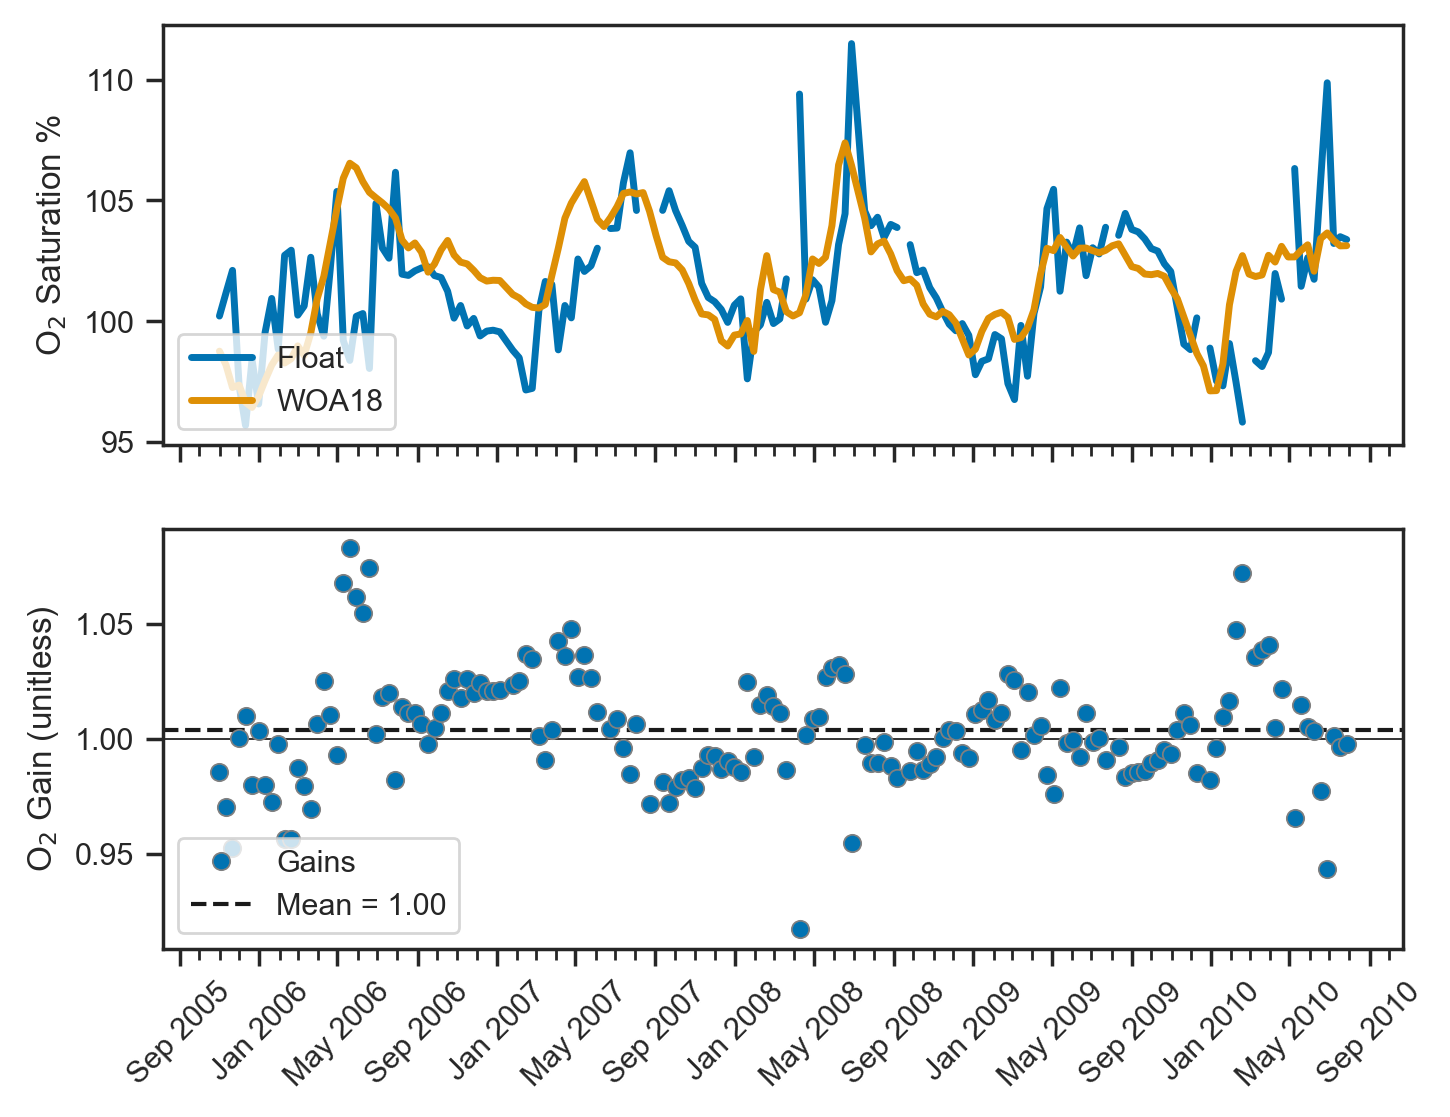 O2 Saturation %
110
105
100
95
Float
WOA18
O2 Gain (unitless)
1.05
1.00
0.95
Gains
Mean = 1.00
Sep 2005
Jan 2006
May 2006
Sep 2006
Jan 2007
May 2007
Sep 2007
Jan 2008
May 2008
Sep 2008
Jan 2009
May 2009
Sep 2009
Jan 2010
May 2010
Sep 2010